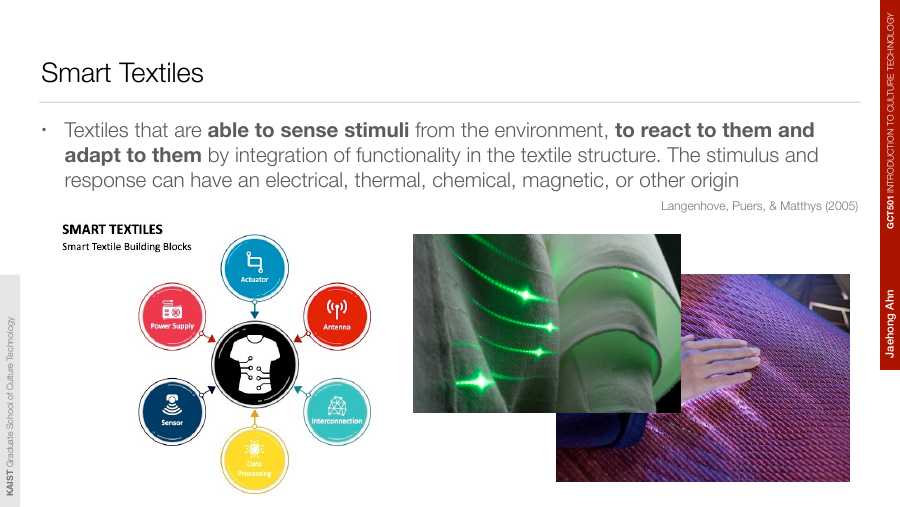 Smart Textiles
• Textiles that are able to sense stimuli from the environment, to react to them and
adapt to them by integration of functionality in the textile structure. The stimulus and
response can have an electrical, thermal, chemical, magnetic, or other origin
Langenhove, Puers, & Matthys (2005)
SMART TEXTILES
Smart Textile Building Blocks
Actuator
Power Supply
Antenna
Sensor
Interconnection
Data
Processing
KAIST Graduate School of Culture Technology
GCT501 INTRODUCTION TO CULTURE TECHNOLOGY
Jaehong Ahn